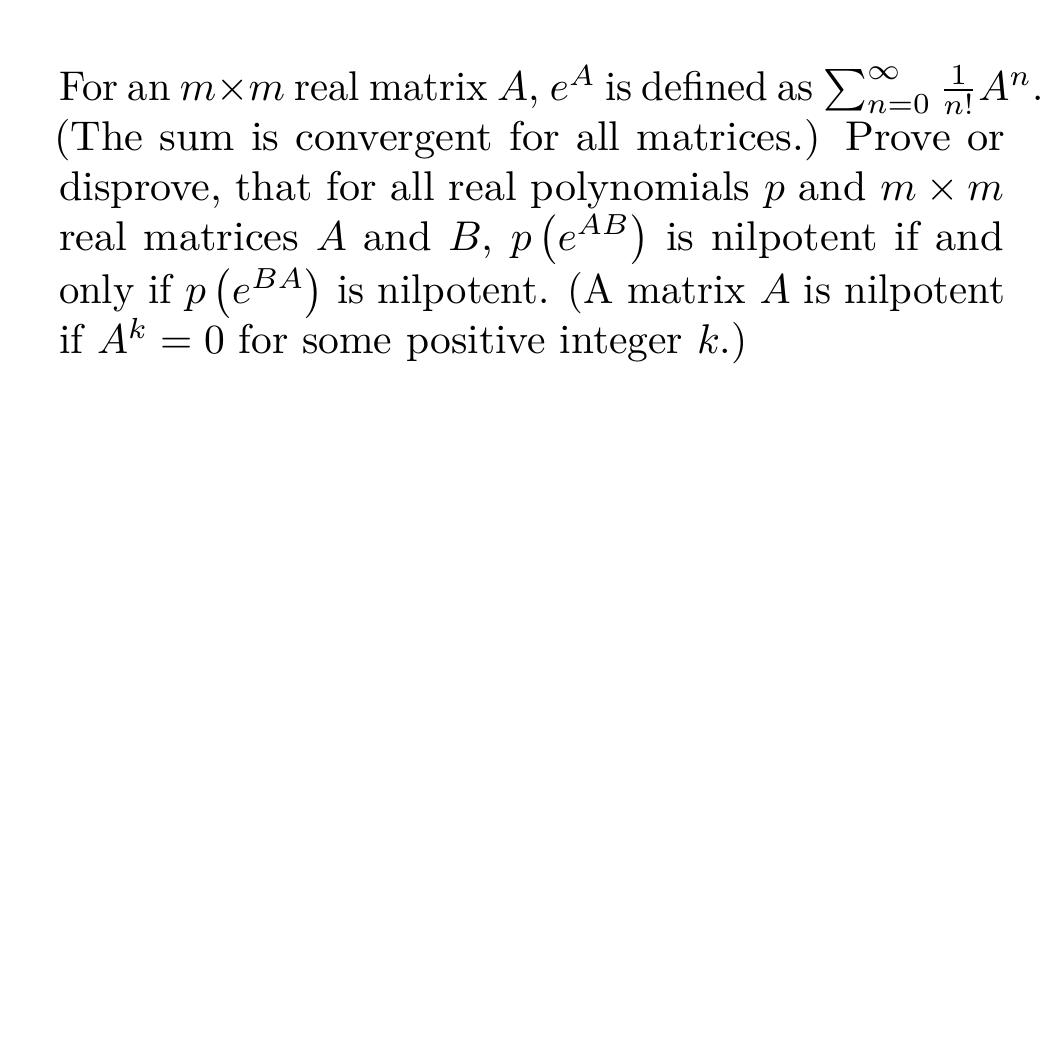 For an $m \times m$ real matrix $A$, $e^A$ is defined as $\sum_{n=0}^{\infty} \frac{1}{n!} A^n$.
(The sum is convergent for all matrices.) Prove or
disprove, that for all real polynomials $p$ and $m \times m$
real matrices $A$ and $B$, $p\left(e^{AB}\right)$ is nilpotent if and
only if $p\left(e^{BA}\right)$ is nilpotent. (A matrix $A$ is nilpotent
if $A^k = 0$ for some positive integer $k$.)